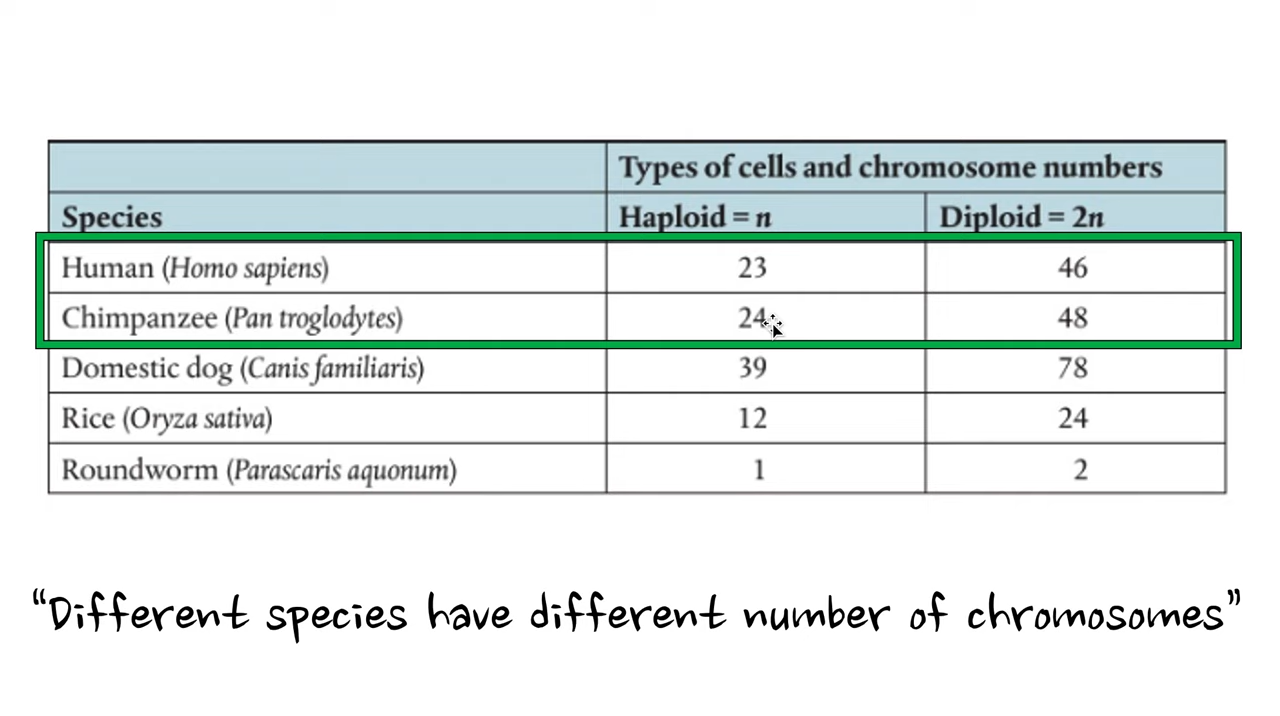 Types of cells and chromosome numbers
Species Haploid = n Diploid = 2n
Human (Homo sapiens) 23 46
Chimpanzee (Pan troglodytes) 24 48
Domestic dog (Canis familiaris) 39 78
Rice (Oryza sativa) 12 24
Roundworm (Parascaris aquonum) 1 2
“Different species have different number of chromosomes”